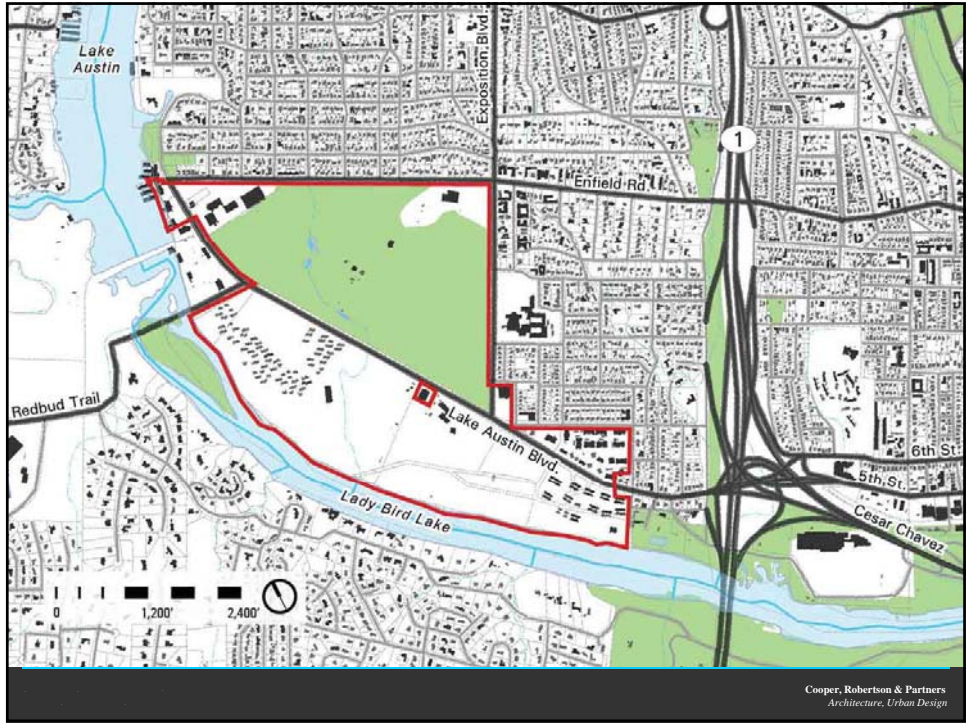 Lake
Austin
Exposition Blvd.
1
Enfield Rd.
Redbud Trail
Lake Austin Blvd.
6th St.
5th St.
Cesar Chavez
Lady Bird Lake
0 1,200' 2,400'
Cooper, Robertson & Partners
Architecture, Urban Design